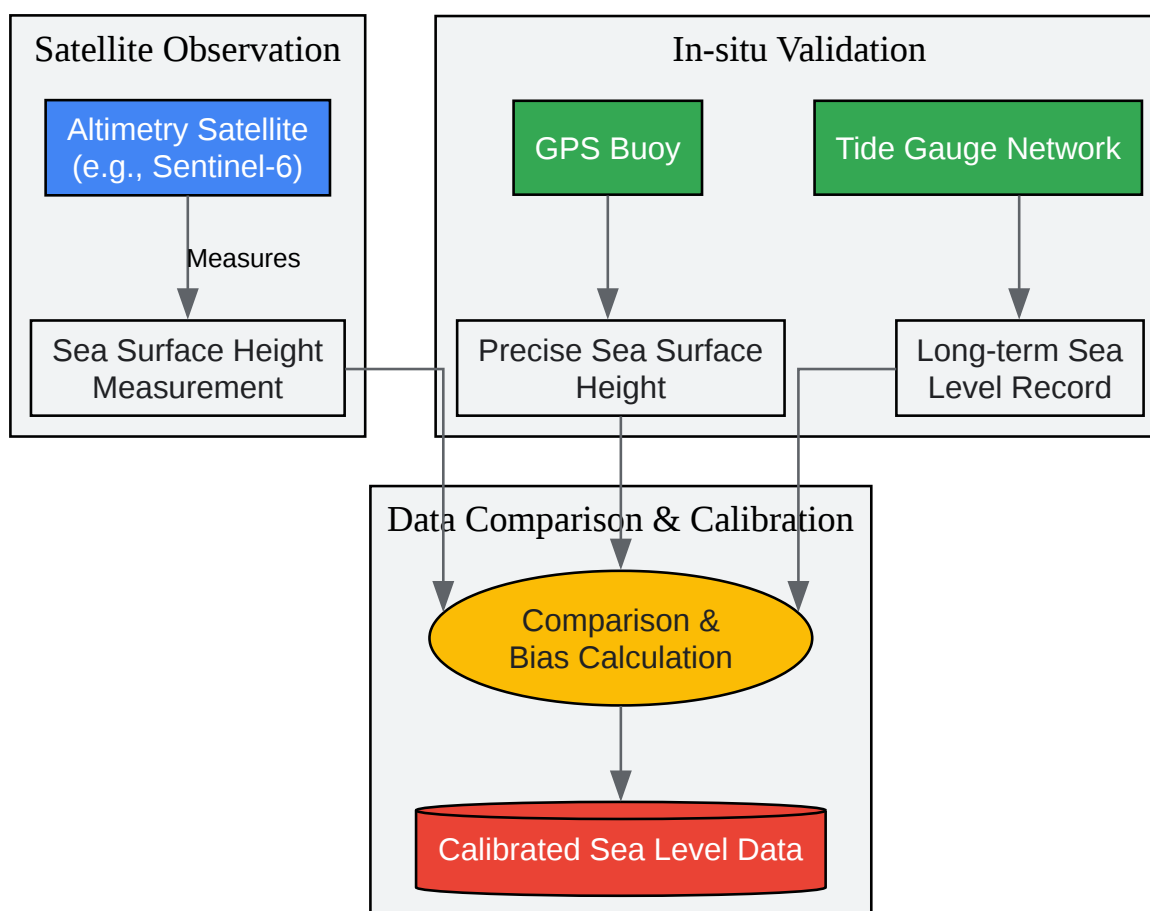 Satellite Observation
In-situ Validation
Altimetry Satellite
(e.g., Sentinel-6)
GPS Buoy
Tide Gauge Network
Measures
Sea Surface Height
Measurement
Precise Sea Surface
Height
Long-term Sea
Level Record
Data Comparison & Calibration
Comparison &
Bias Calculation
Calibrated Sea Level Data